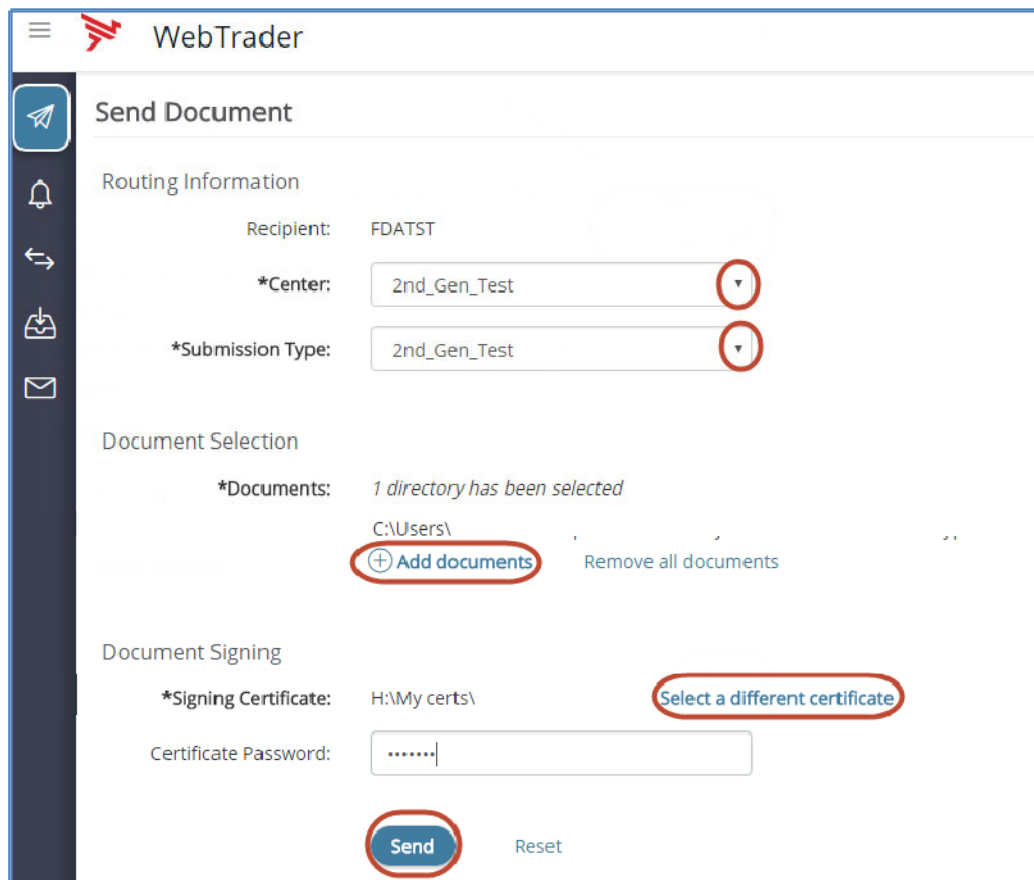 WebTrader
Send Document
Routing Information
Recipient: FDATST
*Center: 2nd_Gen_Test
*Submission Type: 2nd_Gen_Test
Document Selection
*Documents: 1 directory has been selected
C:\Users\
Add documents Remove all documents
Document Signing
*Signing Certificate: H:\My certs\ Select a different certificate
Certificate Password: •••••••
Send Reset